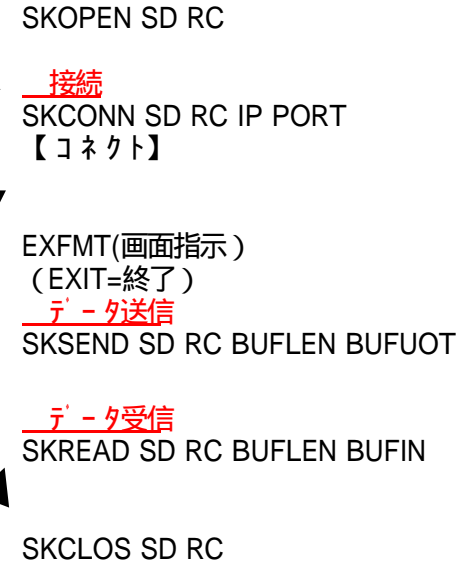 SKOPEN SD RC
接続
SKCONN SD RC IP PORT
【ｺﾈｸﾄ】
EXFMT(画面指示）
（EXIT=終了）
ﾃﾞｰﾀ送信
SKSEND SD RC BUFLEN BUFUOT
ﾃﾞｰﾀ受信
SKREAD SD RC BUFLEN BUFIN
SKCLOS SD RC